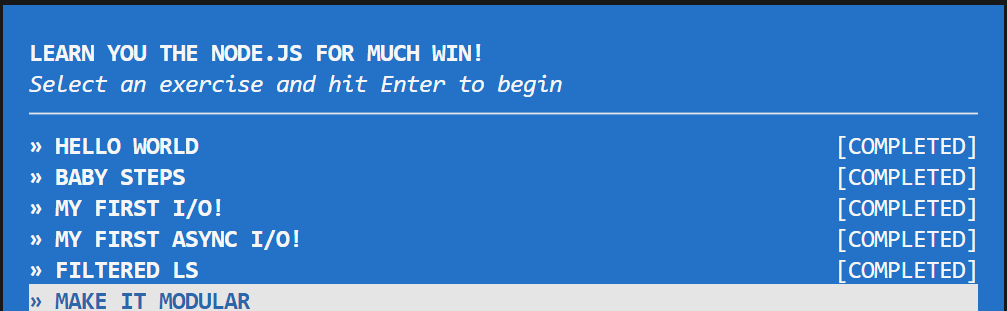 LEARN YOU THE NODE.JS FOR MUCH WIN!
Select an exercise and hit Enter to begin
» HELLO WORLD [COMPLETED]
» BABY STEPS [COMPLETED]
» MY FIRST I/O! [COMPLETED]
» MY FIRST ASYNC I/O! [COMPLETED]
» FILTERED LS [COMPLETED]
» MAKE IT MODULAR